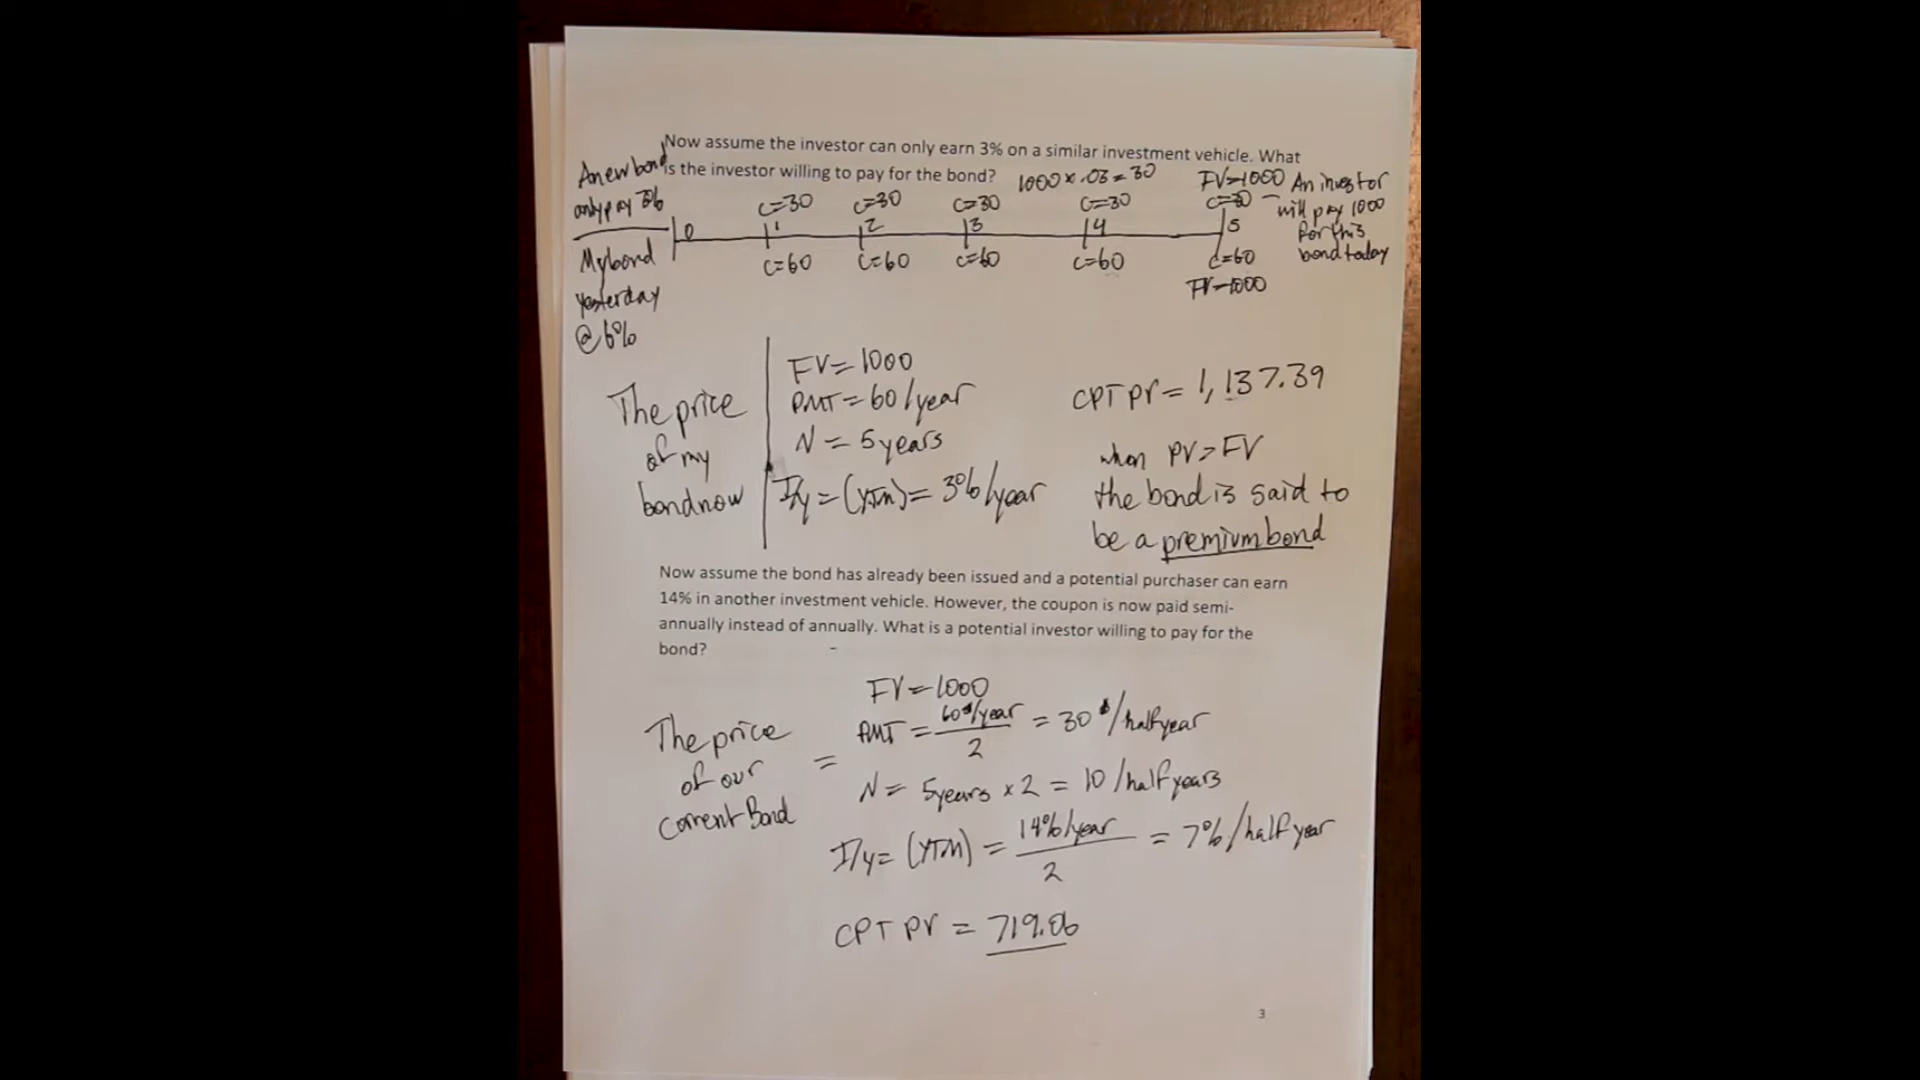 Now assume the investor can only earn 3% on a similar investment vehicle. What
is the investor willing to pay for the bond? 1000 x .03 = 30
A new bond
only pay 3%
C=30 C=30 C=30 C=30 FV=1000
C=30
An investor
will pay 1000
for this
bond today
0 1 2 3 4 5
My bond
yesterday
@ 6%
C=60 C=60 C=60 C=60 C=60
FV=1000
The price
of my
bond now
FV=1000
PMT=60/year
N = 5 years
I/y = (YTM) = 3%/year
CPT PV = 1,137.39
when PV>FV
the bond is said to
be a premium bond
Now assume the bond has already been issued and a potential purchaser can earn
14% in another investment vehicle. However, the coupon is now paid semi-
annually instead of annually. What is a potential investor willing to pay for the
bond?
The price
of our
current Bond
=
FV=1000
PMT = 60$/year / 2 = 30$/half year
N = 5 years x 2 = 10 /half years
I/y = (YTM) = 14%/year / 2 = 7%/half year
CPT PV = 719.06
3